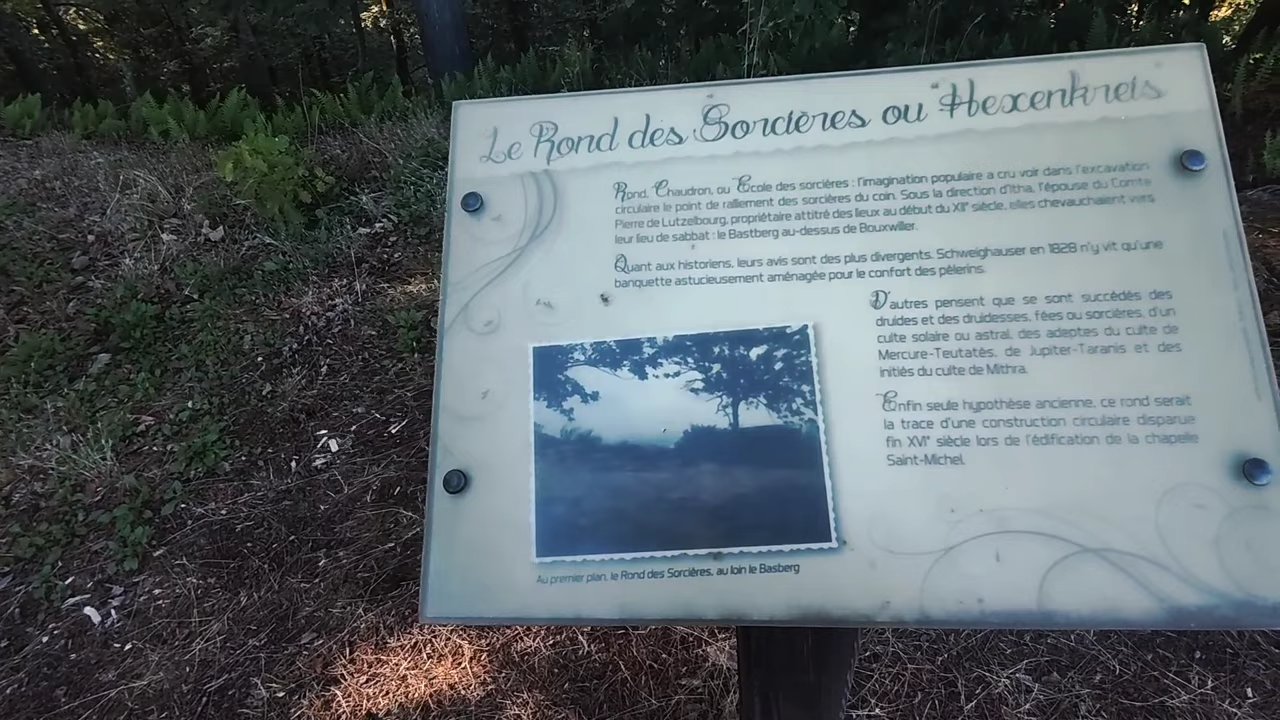 Le Rond des Sorcières ou "Hexenkreis"
Rond, Chaudron, ou École des sorcières : l'imagination populaire a cru voir dans l'excavation
circulaire le point de ralliement des sorcières du coin. Sous la direction d'Itha, l'épouse du Comte
Pierre de Lutzelbourg, propriétaire attitré des lieux au début du XIIe siècle, elles chevauchaient vers
leur lieu de sabbat : le Bastberg au-dessus de Bouxwiller.
Quant aux historiens, leurs avis sont des plus divergents. Schweighauser en 1828 n'y vit qu'une
banquette astucieusement aménagée pour le confort des pèlerins.
D'autres pensent que se sont succédés des
druides et des druidesses, fées ou sorcières, d'un
culte solaire ou astral, des adeptes du culte de
Mercure-Teutatès, de Jupiter-Taranis et des
initiés du culte de Mithra.
Enfin seule hypothèse ancienne, ce rond serait
la trace d'une construction circulaire disparue
fin XVIe siècle lors de l'édification de la chapelle
Saint-Michel.
Au premier plan, le Rond des Sorcières, au loin le Basberg